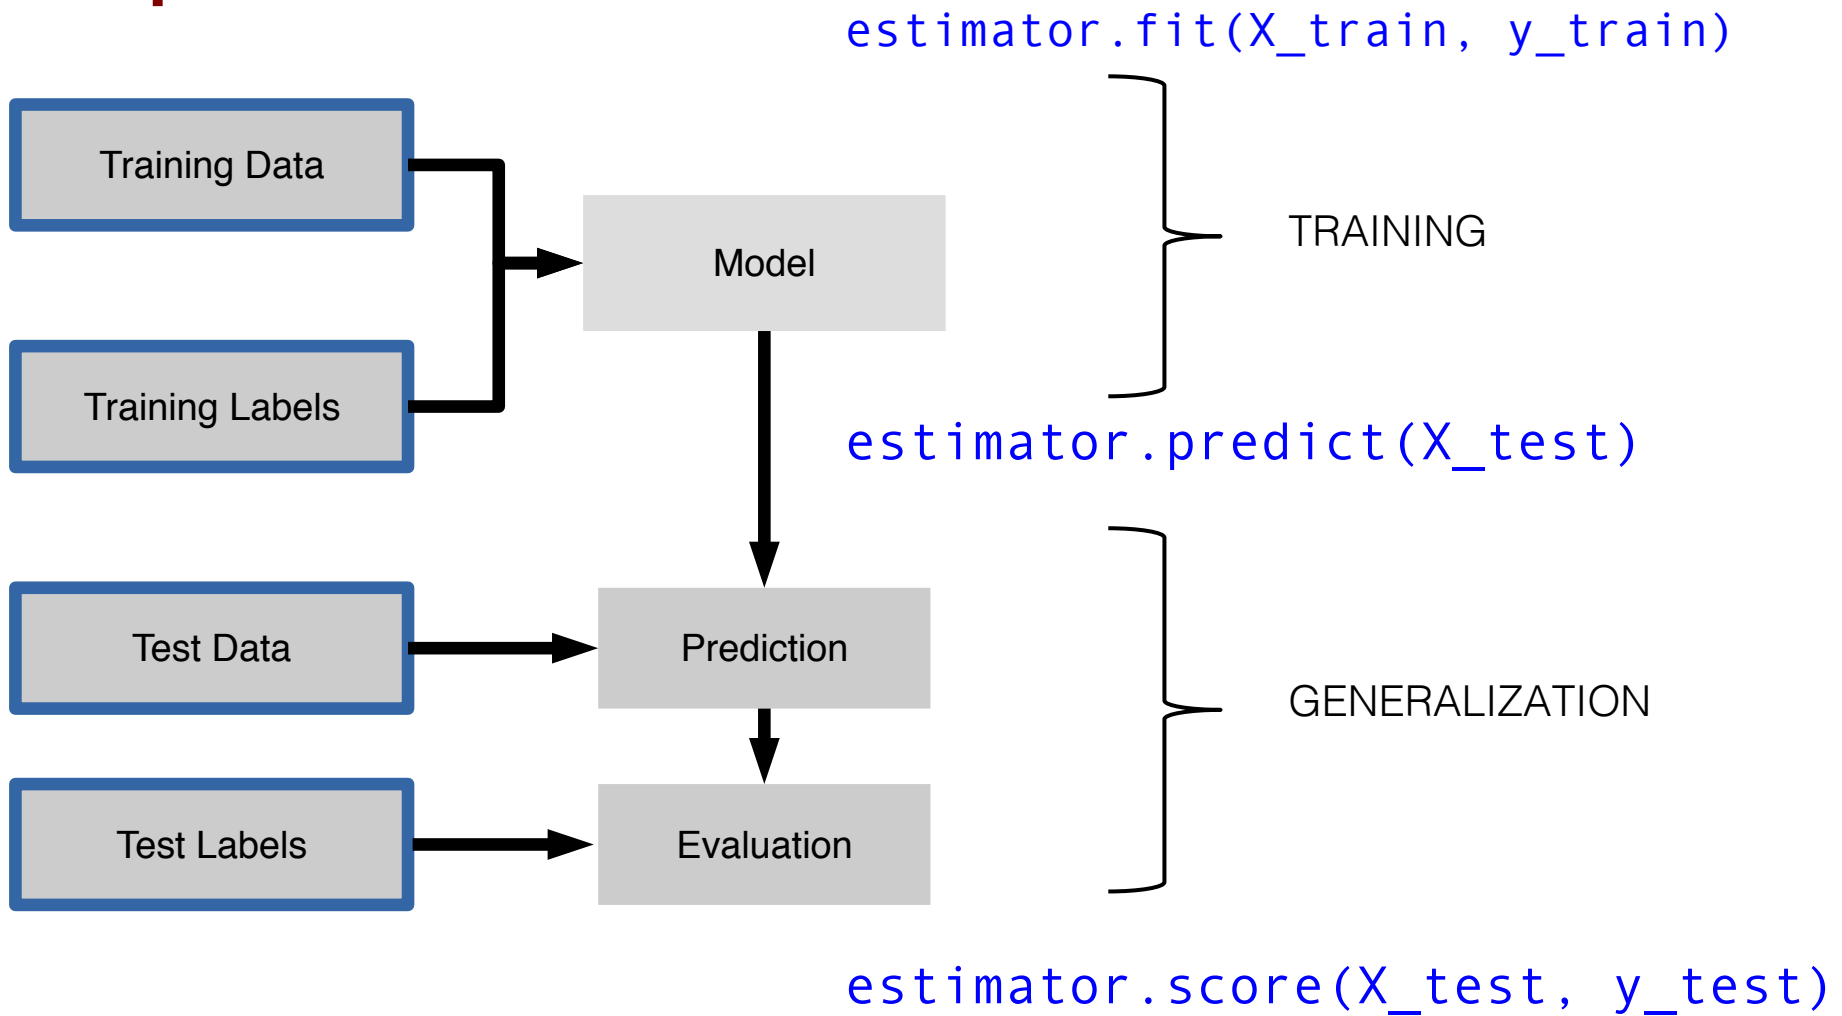 estimator.fit(X_train, y_train)
Training Data
Model
TRAINING
Training Labels
estimator.predict(X_test)
Test Data
Prediction
GENERALIZATION
Test Labels
Evaluation
estimator.score(X_test, y_test)